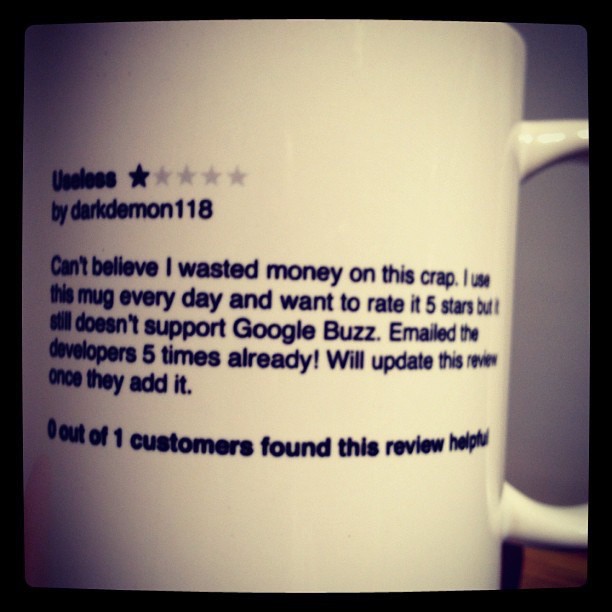 Useless ★★★★★
by darkdemon118
Can't believe I wasted money on this crap. I use
this mug every day and want to rate it 5 stars but it
still doesn't support Google Buzz. Emailed the
developers 5 times already! Will update this review
once they add it.
0 out of 1 customers found this review helpful